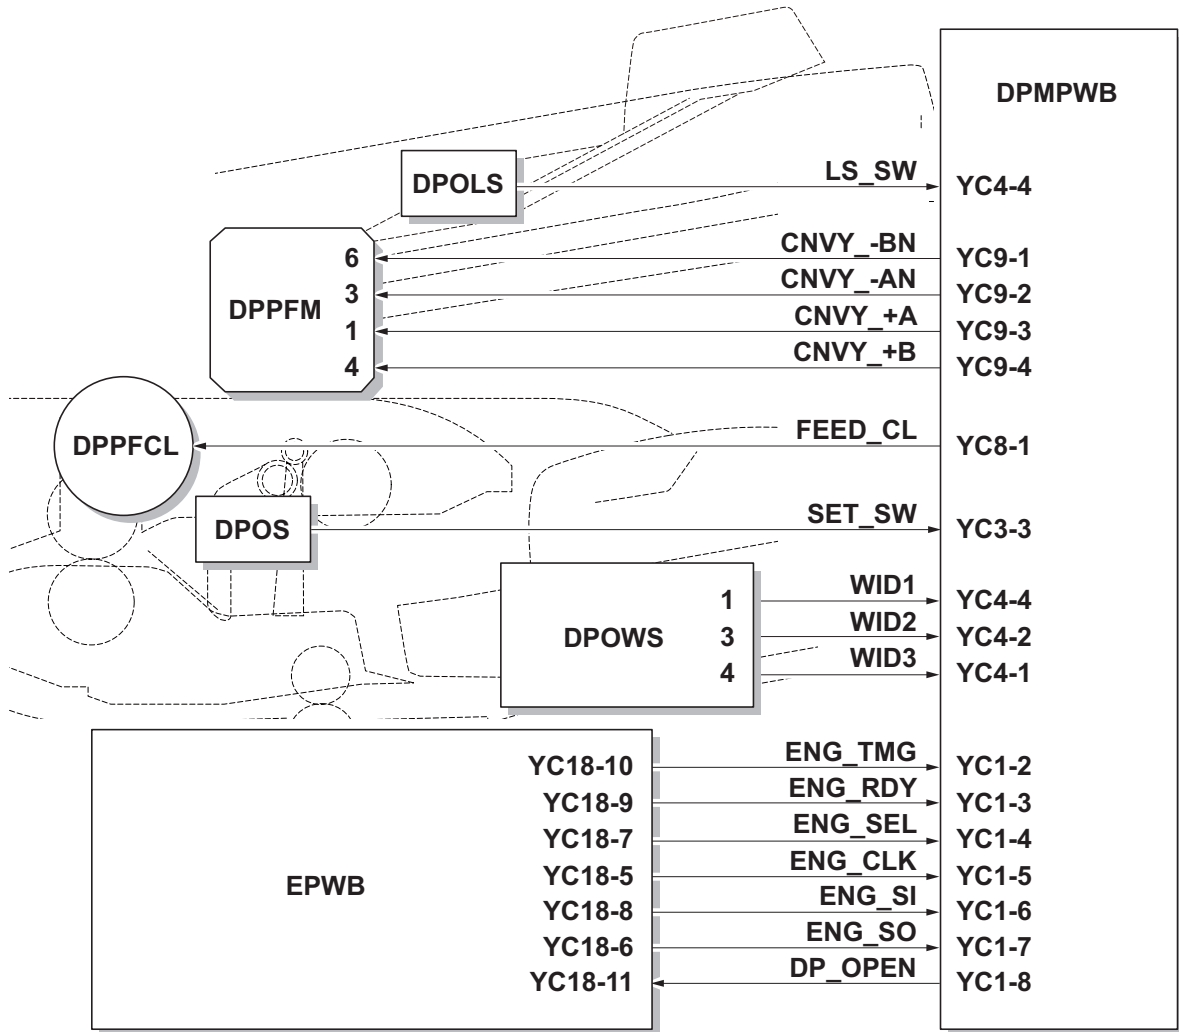 DPMPWB
DPOLS LS_SW YC4-4
DPPFM
6 CNVY_-BN YC9-1
3 CNVY_-AN YC9-2
1 CNVY_+A YC9-3
4 CNVY_+B YC9-4
DPPFCL FEED_CL YC8-1
DPOS SET_SW YC3-3
DPOWS
1 WID1 YC4-4
3 WID2 YC4-2
4 WID3 YC4-1
EPWB
YC18-10 ENG_TMG YC1-2
YC18-9 ENG_RDY YC1-3
YC18-7 ENG_SEL YC1-4
YC18-5 ENG_CLK YC1-5
YC18-8 ENG_SI YC1-6
YC18-6 ENG_SO YC1-7
YC18-11 DP_OPEN YC1-8